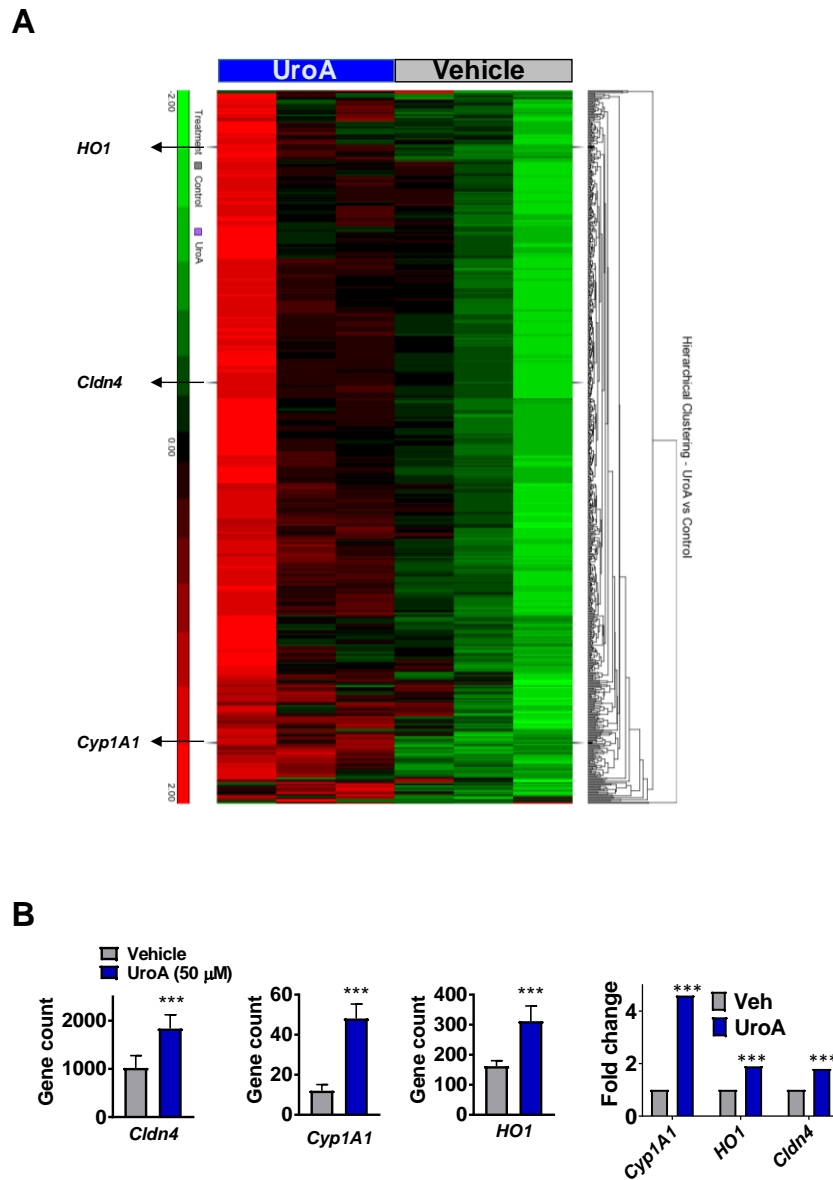 A
UroA Vehicle
-2.00
0.00
2.00
Treatment Control UroA
HO1
Cldn4
Cyp1A1
Hierarchical Clustering - UroA vs Control
B
Vehicle
UroA (50 μM)
Gene count
2000
1000
0
***
Cldn4
Gene count
60
40
20
0
***
Cyp1A1
Gene count
400
300
200
100
0
***
HO1
Fold change
4
2
0
***
***
***
Veh
UroA
Cyp1A1
HO1
Cldn4